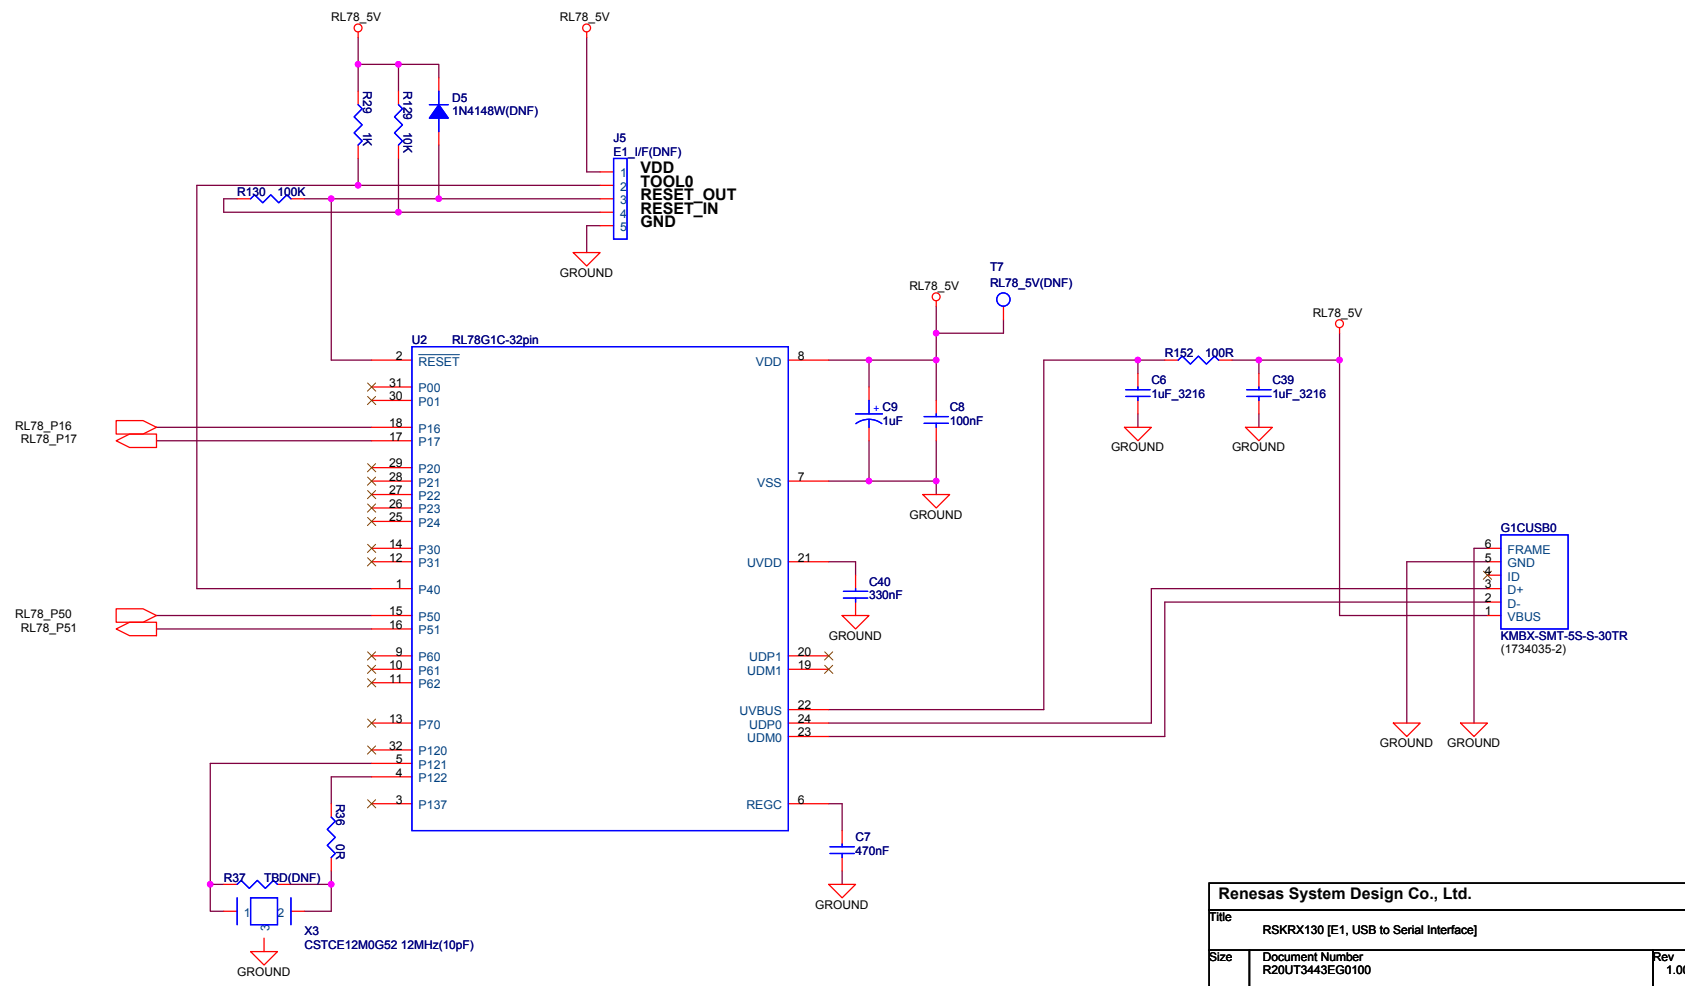 RL78_5V
RL78_5V
R29 1K
R129 10K
D5
1N4148W(DNF)
J5
E1_I/F(DNF)
1 VDD
2 TOOL0
3 RESET_OUT
4 RESET_IN
5 GND
R130 100K
GROUND
T7
RL78_5V(DNF)
RL78_5V
RL78_5V
U2 RL78G1C-32pin
2 RESET
31 P00
30 P01
18 P16
17 P17
29 P20
28 P21
27 P22
26 P23
25 P24
14 P30
12 P31
1 P40
15 P50
16 P51
9 P60
10 P61
11 P62
13 P70
32 P120
5 P121
4 P122
3 P137
RL78_P16
RL78_P17
RL78_P50
RL78_P51
VDD 8
VSS 7
UVDD 21
UDP1 20
UDM1 19
UVBUS 22
UDP0 24
UDM0 23
REGC 6
+ C9
1uF
C8
100nF
GROUND
R152 100R
C6
1uF_3216
C39
1uF_3216
GROUND
GROUND
C40
330nF
GROUND
G1CUSB0
6 FRAME
5 GND
4 ID
3 D+
2 D-
1 VBUS
KMBX-SMT-5S-S-30TR
(1734035-2)
GROUND
GROUND
C7
470nF
GROUND
R36 0R
R37 TBD(DNF)
1 2
3
X3
CSTCE12M0G52 12MHz(10pF)
GROUND
Renesas System Design Co., Ltd.
Title
RSKRX130 [E1, USB to Serial Interface]
Size Document Number Rev
R20UT3443EG0100 1.00